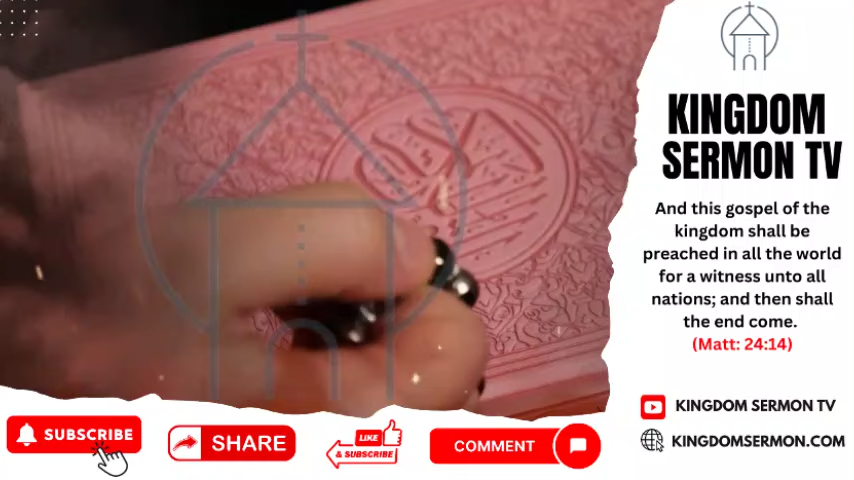 KINGDOM
SERMON TV
And this gospel of the
kingdom shall be
preached in all the world
for a witness unto all
nations; and then shall
the end come.
(Matt: 24:14)
KINGDOM SERMON TV
KINGDOMSERMON.COM
SUBSCRIBE
SHARE
LIKE
& SUBSCRIBE
COMMENT